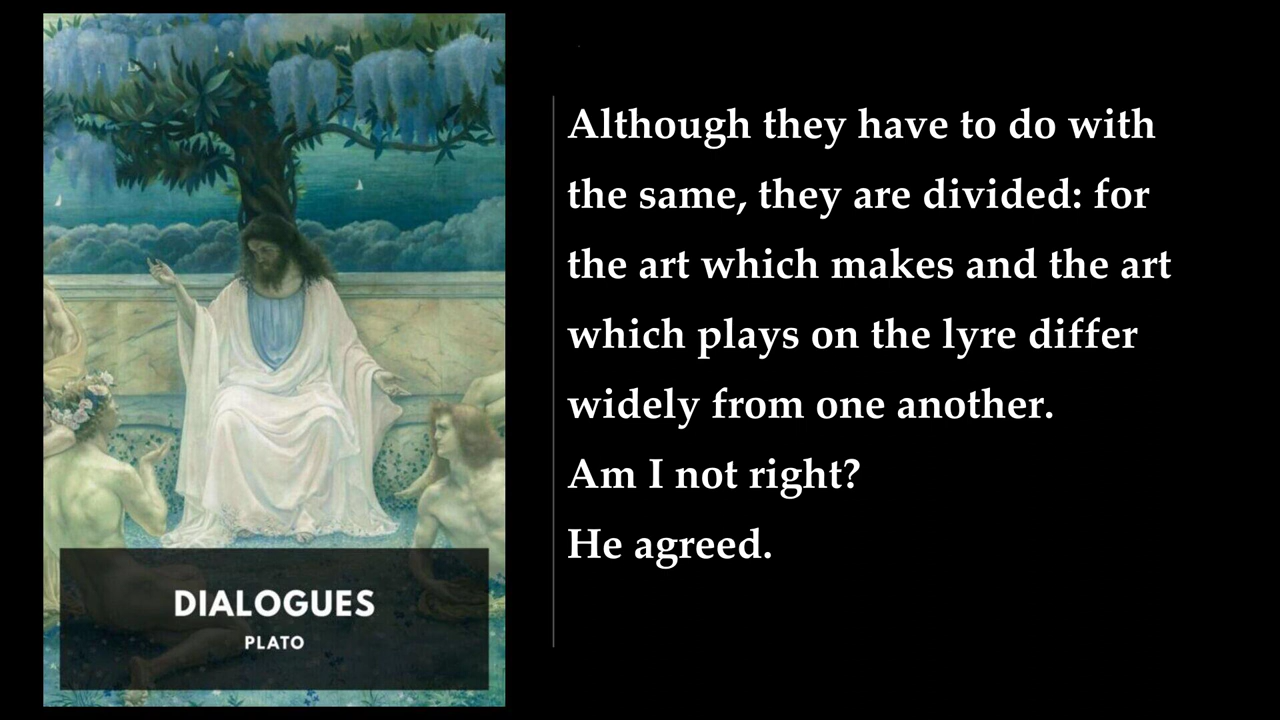 Although they have to do with
the same, they are divided: for
the art which makes and the art
which plays on the lyre differ
widely from one another.
Am I not right?
He agreed.
DIALOGUES
PLATO